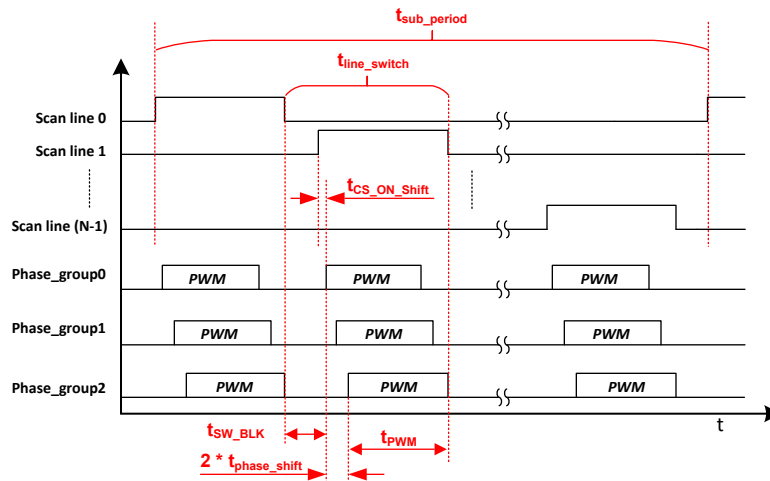 tsub_period
tline_switch
Scan line 0
Scan line 1
tCS_ON_Shift
Scan line (N-1)
Phase_group0
PWM PWM PWM
Phase_group1
PWM PWM PWM
Phase_group2
PWM PWM PWM
t
tSW_BLK
tPWM
2 * tphase_shift